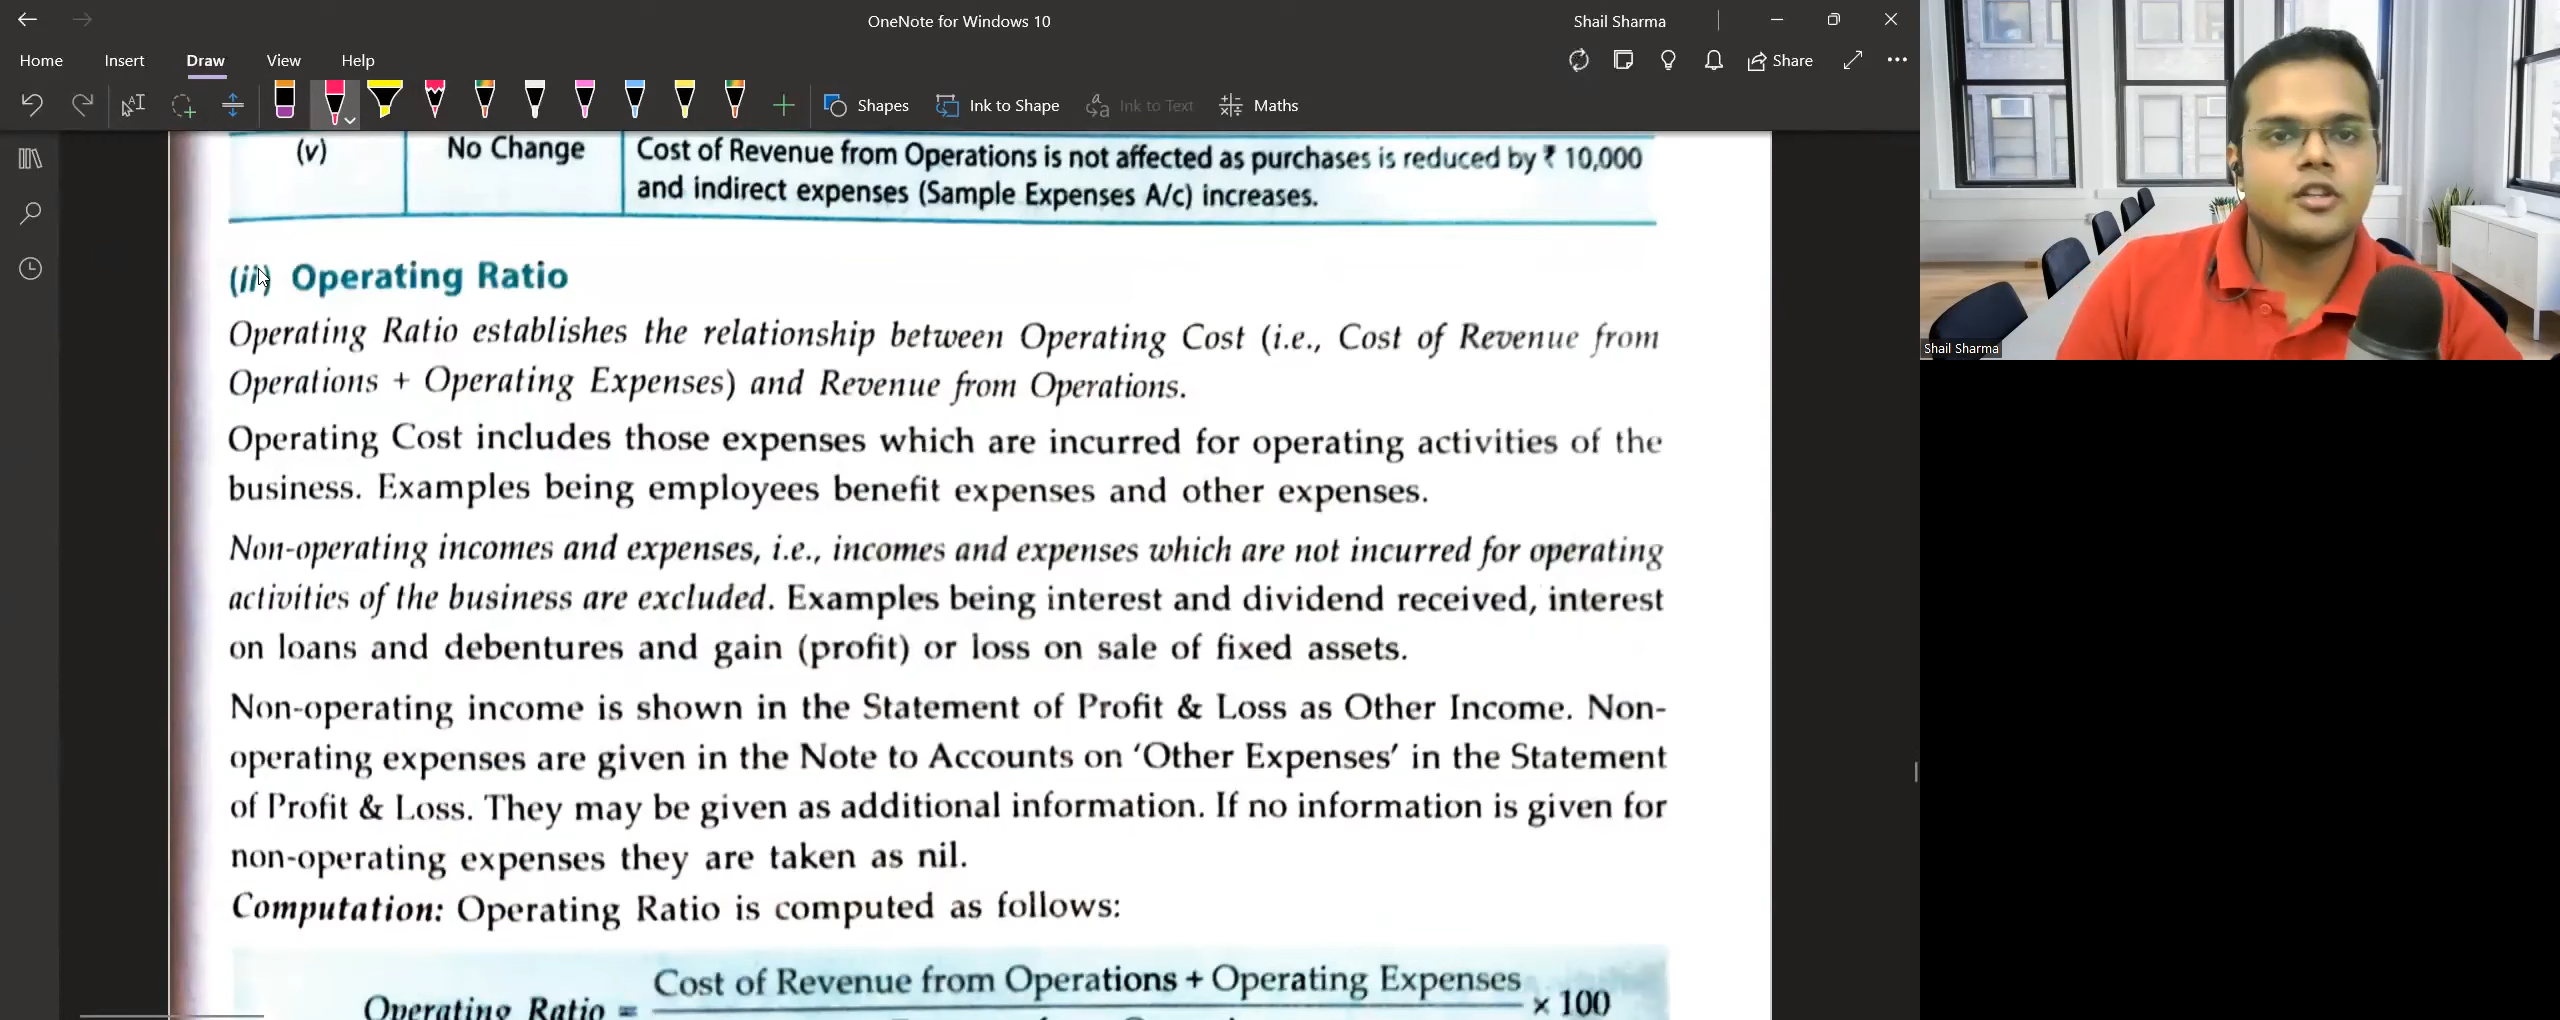 OneNote for Windows 10
Shail Sharma
Home Insert Draw View Help
Share
Shapes Ink to Shape Ink to Text Maths
(v) No Change Cost of Revenue from Operations is not affected as purchases is reduced by ₹ 10,000
and indirect expenses (Sample Expenses A/c) increases.
(ii) Operating Ratio
Operating Ratio establishes the relationship between Operating Cost (i.e., Cost of Revenue from
Operations + Operating Expenses) and Revenue from Operations.
Operating Cost includes those expenses which are incurred for operating activities of the
business. Examples being employees benefit expenses and other expenses.
Non-operating incomes and expenses, i.e., incomes and expenses which are not incurred for operating
activities of the business are excluded. Examples being interest and dividend received, interest
on loans and debentures and gain (profit) or loss on sale of fixed assets.
Non-operating income is shown in the Statement of Profit & Loss as Other Income. Non-
operating expenses are given in the Note to Accounts on 'Other Expenses' in the Statement
of Profit & Loss. They may be given as additional information. If no information is given for
non-operating expenses they are taken as nil.
Computation: Operating Ratio is computed as follows:
Cost of Revenue from Operations + Operating Expenses
Operating Ratio = × 100
Shail Sharma